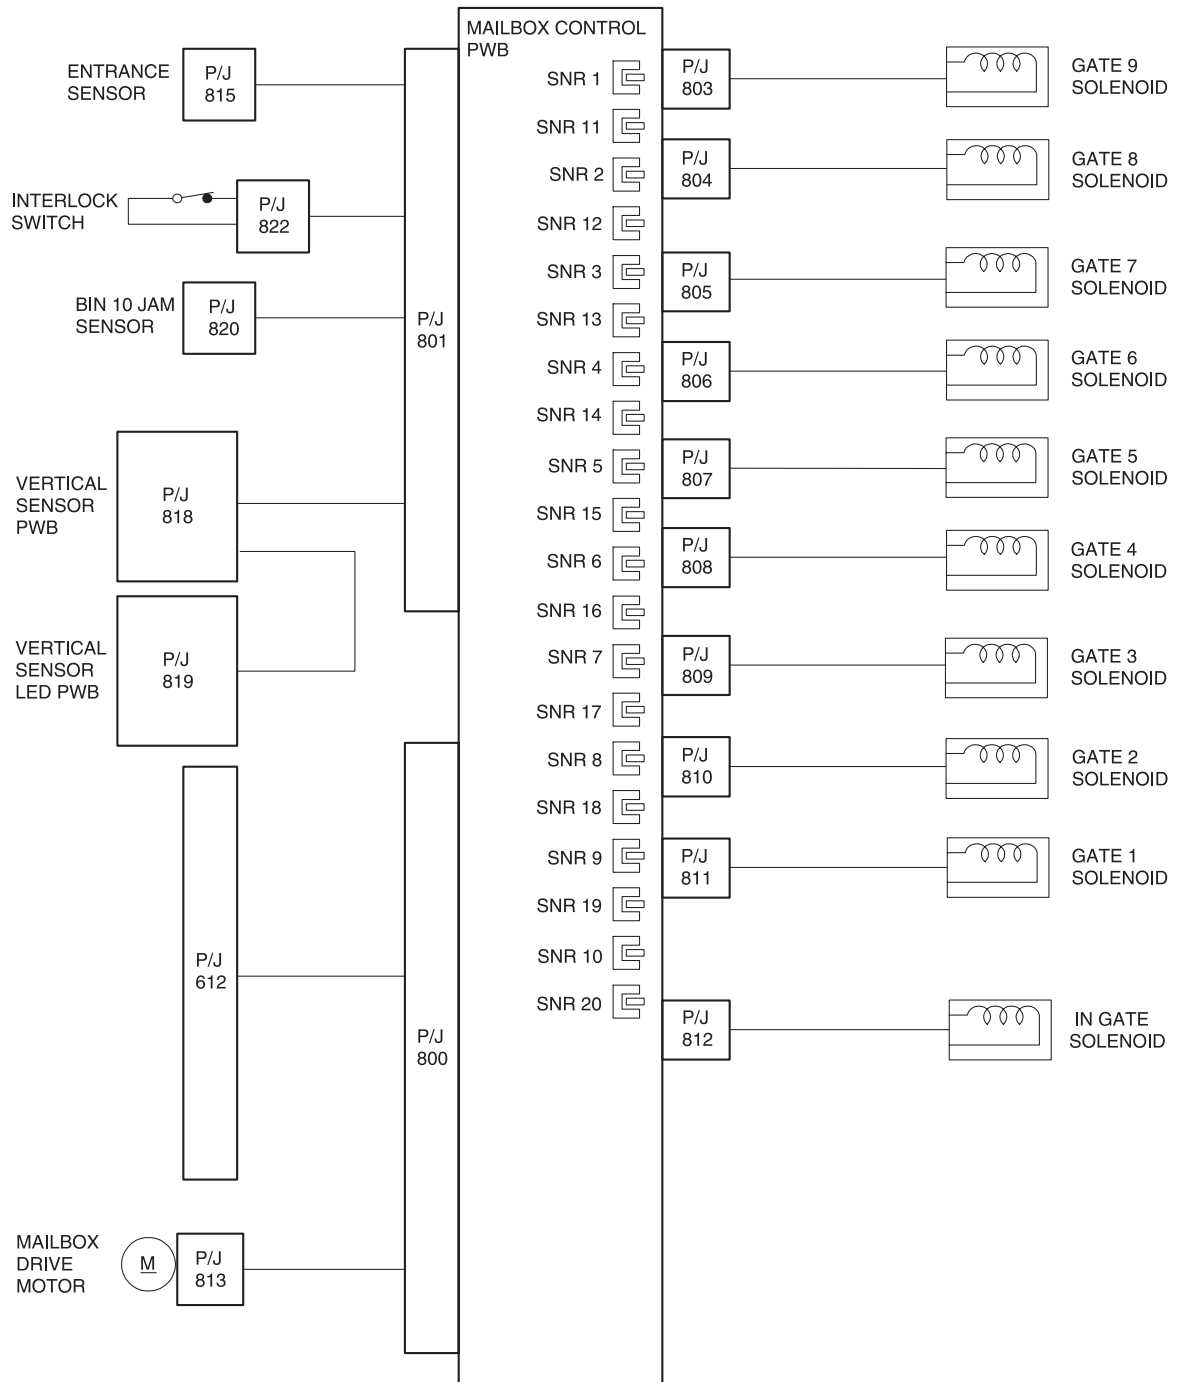 MAILBOX CONTROL
PWB
ENTRANCE
SENSOR
P/J
815
INTERLOCK
SWITCH
P/J
822
BIN 10 JAM
SENSOR
P/J
820
VERTICAL
SENSOR
PWB
P/J
818
VERTICAL
SENSOR
LED PWB
P/J
819
P/J
612
MAILBOX
DRIVE
MOTOR
M
P/J
813
P/J
801
P/J
800
SNR 1
SNR 11
SNR 2
SNR 12
SNR 3
SNR 13
SNR 4
SNR 14
SNR 5
SNR 15
SNR 6
SNR 16
SNR 7
SNR 17
SNR 8
SNR 18
SNR 9
SNR 19
SNR 10
SNR 20
P/J
803
GATE 9
SOLENOID
P/J
804
GATE 8
SOLENOID
P/J
805
GATE 7
SOLENOID
P/J
806
GATE 6
SOLENOID
P/J
807
GATE 5
SOLENOID
P/J
808
GATE 4
SOLENOID
P/J
809
GATE 3
SOLENOID
P/J
810
GATE 2
SOLENOID
P/J
811
GATE 1
SOLENOID
P/J
812
IN GATE
SOLENOID